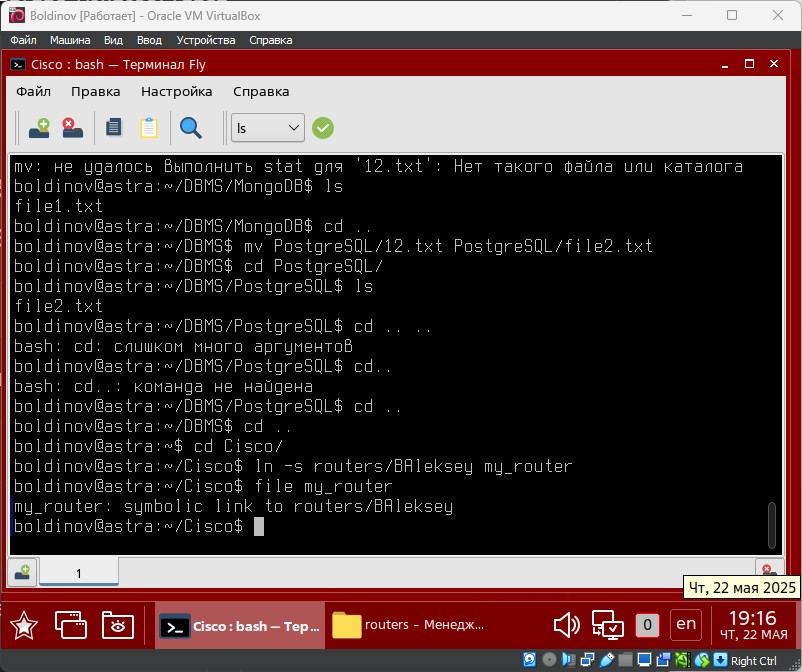 Boldinov [Работает] - Oracle VM VirtualBox
Файл Машина Вид Ввод Устройства Справка
Cisco : bash — Терминал Fly
Файл Правка Настройка Справка
ls
mv: не удалось выполнить stat для '12.txt': Нет такого файла или каталога
boldinov@astra:~/DBMS/MongoDB$ ls
file1.txt
boldinov@astra:~/DBMS/MongoDB$ cd ..
boldinov@astra:~/DBMS$ mv PostgreSQL/12.txt PostgreSQL/file2.txt
boldinov@astra:~/DBMS$ cd PostgreSQL/
boldinov@astra:~/DBMS/PostgreSQL$ ls
file2.txt
boldinov@astra:~/DBMS/PostgreSQL$ cd .. ..
bash: cd: слишком много аргументов
boldinov@astra:~/DBMS/PostgreSQL$ cd..
bash: cd..: команда не найдена
boldinov@astra:~/DBMS/PostgreSQL$ cd ..
boldinov@astra:~/DBMS$ cd ..
boldinov@astra:~$ cd Cisco/
boldinov@astra:~/Cisco$ ln -s routers/BAleksey my_router
boldinov@astra:~/Cisco$ file my_router
my_router: symbolic link to routers/BAleksey
boldinov@astra:~/Cisco$
1
Чт, 22 мая 2025
Cisco : bash — Тер...
routers – Менедж...
0
en
19:16
ЧТ, 22 МАЯ
Right Ctrl